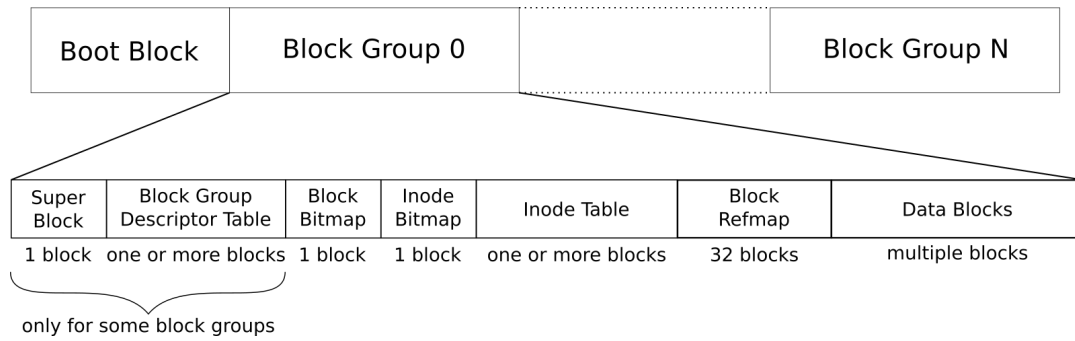 Boot Block
Block Group 0
Block Group N
Super
Block
Block Group
Descriptor Table
Block
Bitmap
Inode
Bitmap
Inode Table
Block
Refmap
Data Blocks
1 block
one or more blocks
1 block
1 block
one or more blocks
32 blocks
multiple blocks
only for some block groups